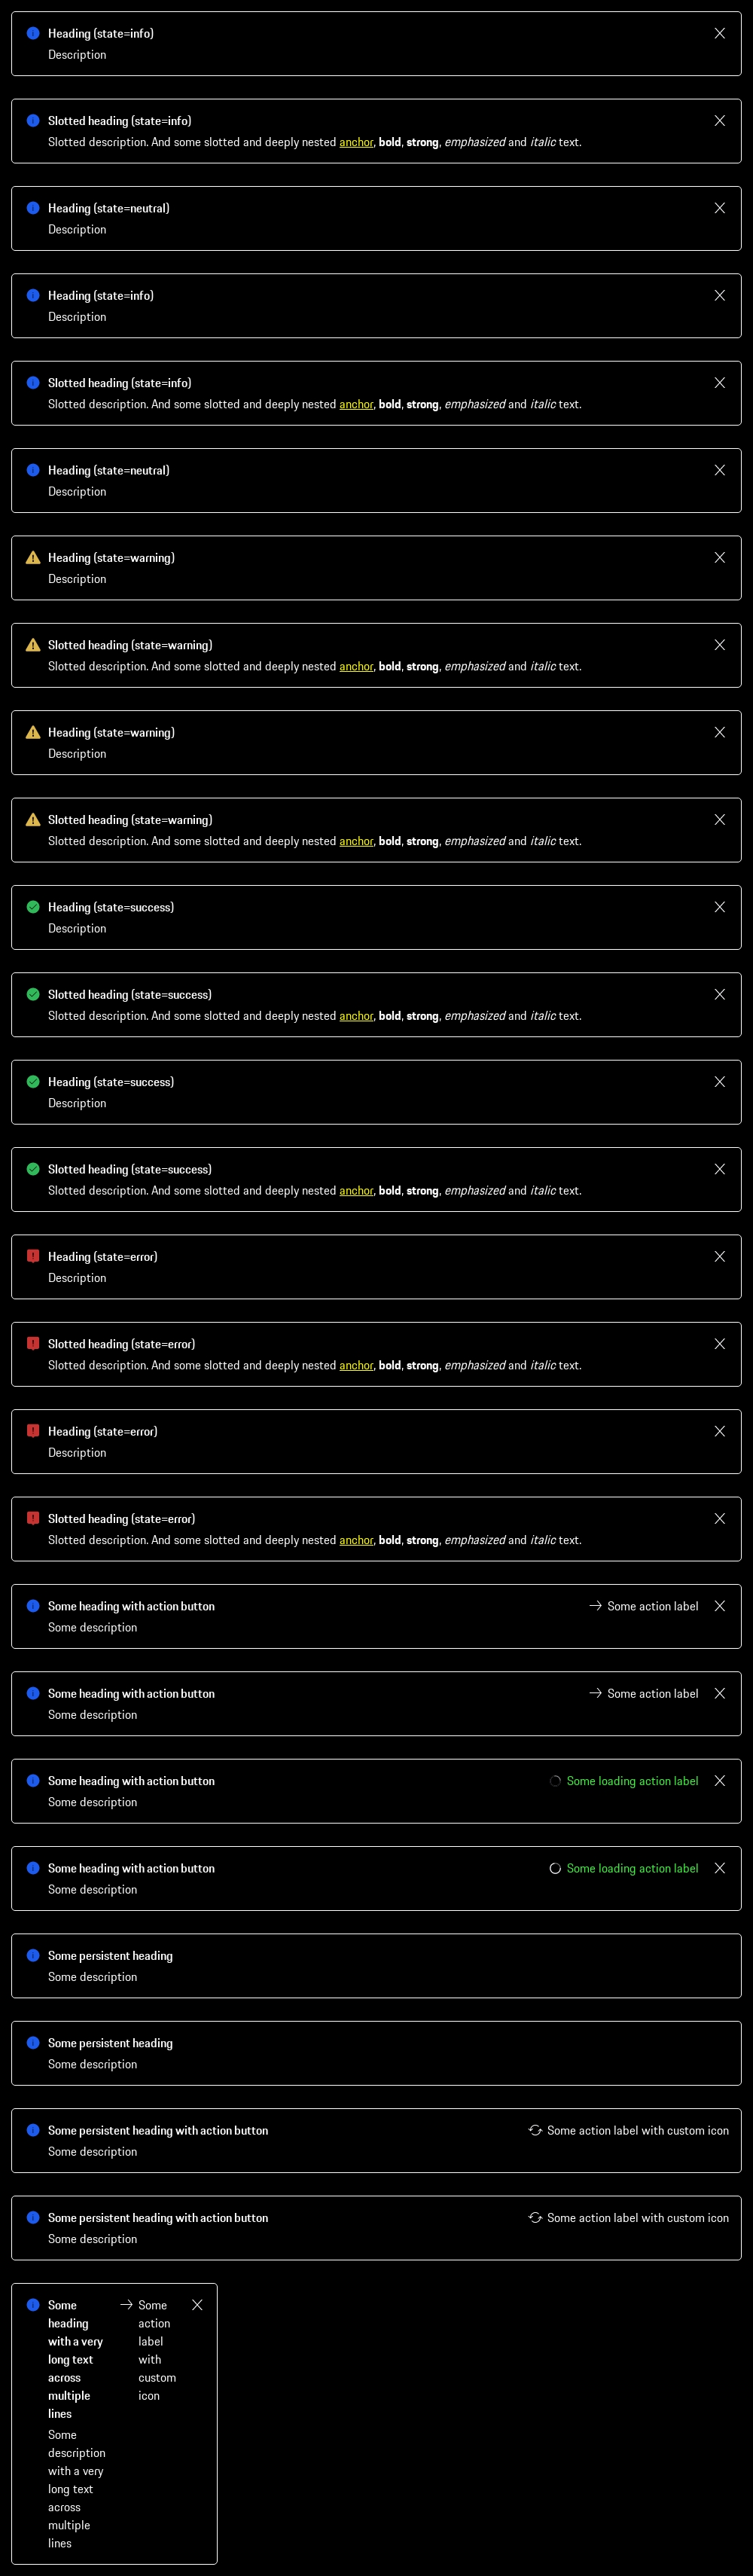 Heading (state=info)
Description
Slotted heading (state=info)
Slotted description. And some slotted and deeply nested anchor, bold, strong, emphasized and italic text.
Heading (state=neutral)
Description
Heading (state=info)
Description
Slotted heading (state=info)
Slotted description. And some slotted and deeply nested anchor, bold, strong, emphasized and italic text.
Heading (state=neutral)
Description
Heading (state=warning)
Description
Slotted heading (state=warning)
Slotted description. And some slotted and deeply nested anchor, bold, strong, emphasized and italic text.
Heading (state=warning)
Description
Slotted heading (state=warning)
Slotted description. And some slotted and deeply nested anchor, bold, strong, emphasized and italic text.
Heading (state=success)
Description
Slotted heading (state=success)
Slotted description. And some slotted and deeply nested anchor, bold, strong, emphasized and italic text.
Heading (state=success)
Description
Slotted heading (state=success)
Slotted description. And some slotted and deeply nested anchor, bold, strong, emphasized and italic text.
Heading (state=error)
Description
Slotted heading (state=error)
Slotted description. And some slotted and deeply nested anchor, bold, strong, emphasized and italic text.
Heading (state=error)
Description
Slotted heading (state=error)
Slotted description. And some slotted and deeply nested anchor, bold, strong, emphasized and italic text.
Some heading with action button
Some action label
Some description
Some heading with action button
Some action label
Some description
Some heading with action button
Some loading action label
Some description
Some heading with action button
Some loading action label
Some description
Some persistent heading
Some description
Some persistent heading
Some description
Some persistent heading with action button
Some action label with custom icon
Some description
Some persistent heading with action button
Some action label with custom icon
Some description
Some
heading
with a very
long text
across
multiple
lines
Some
description
with a very
long text
across
multiple
lines
Some
action
label
with
custom
icon